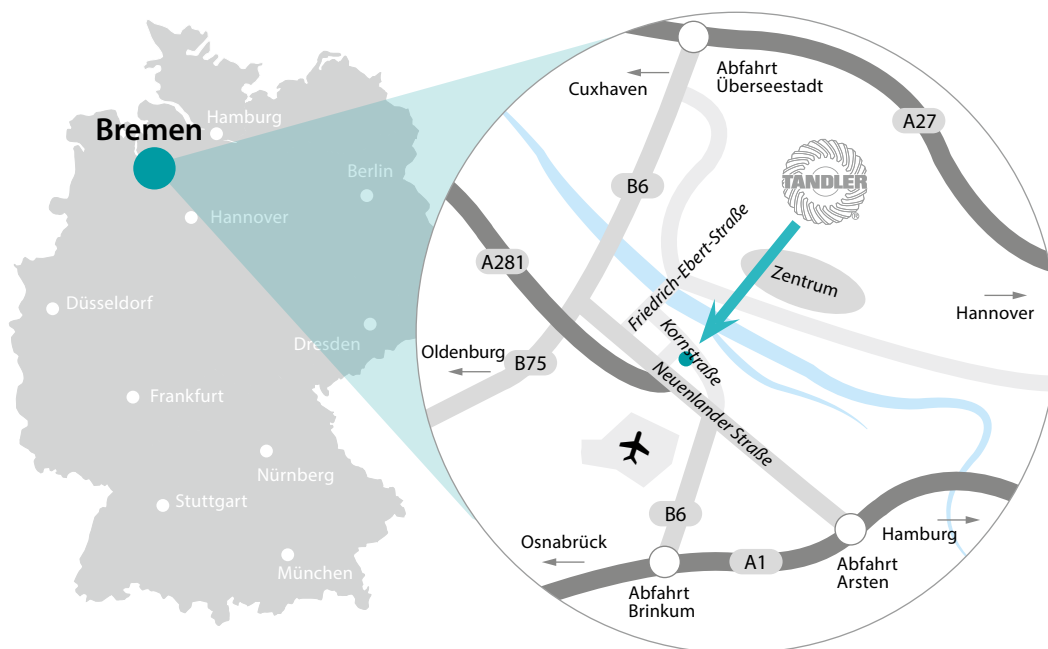 Hamburg
Bremen
Berlin
Hannover
Düsseldorf
Dresden
Frankfurt
Nürnberg
Stuttgart
München
Abfahrt
Überseestadt
Cuxhaven
A27
B6
TANDLER
®
Friedrich-Ebert-Straße
A281
Zentrum
Hannover
Kornstraße
Oldenburg
B75
Neuenlander Straße
B6
Hamburg
Osnabrück
A1
Abfahrt
Arsten
Abfahrt
Brinkum